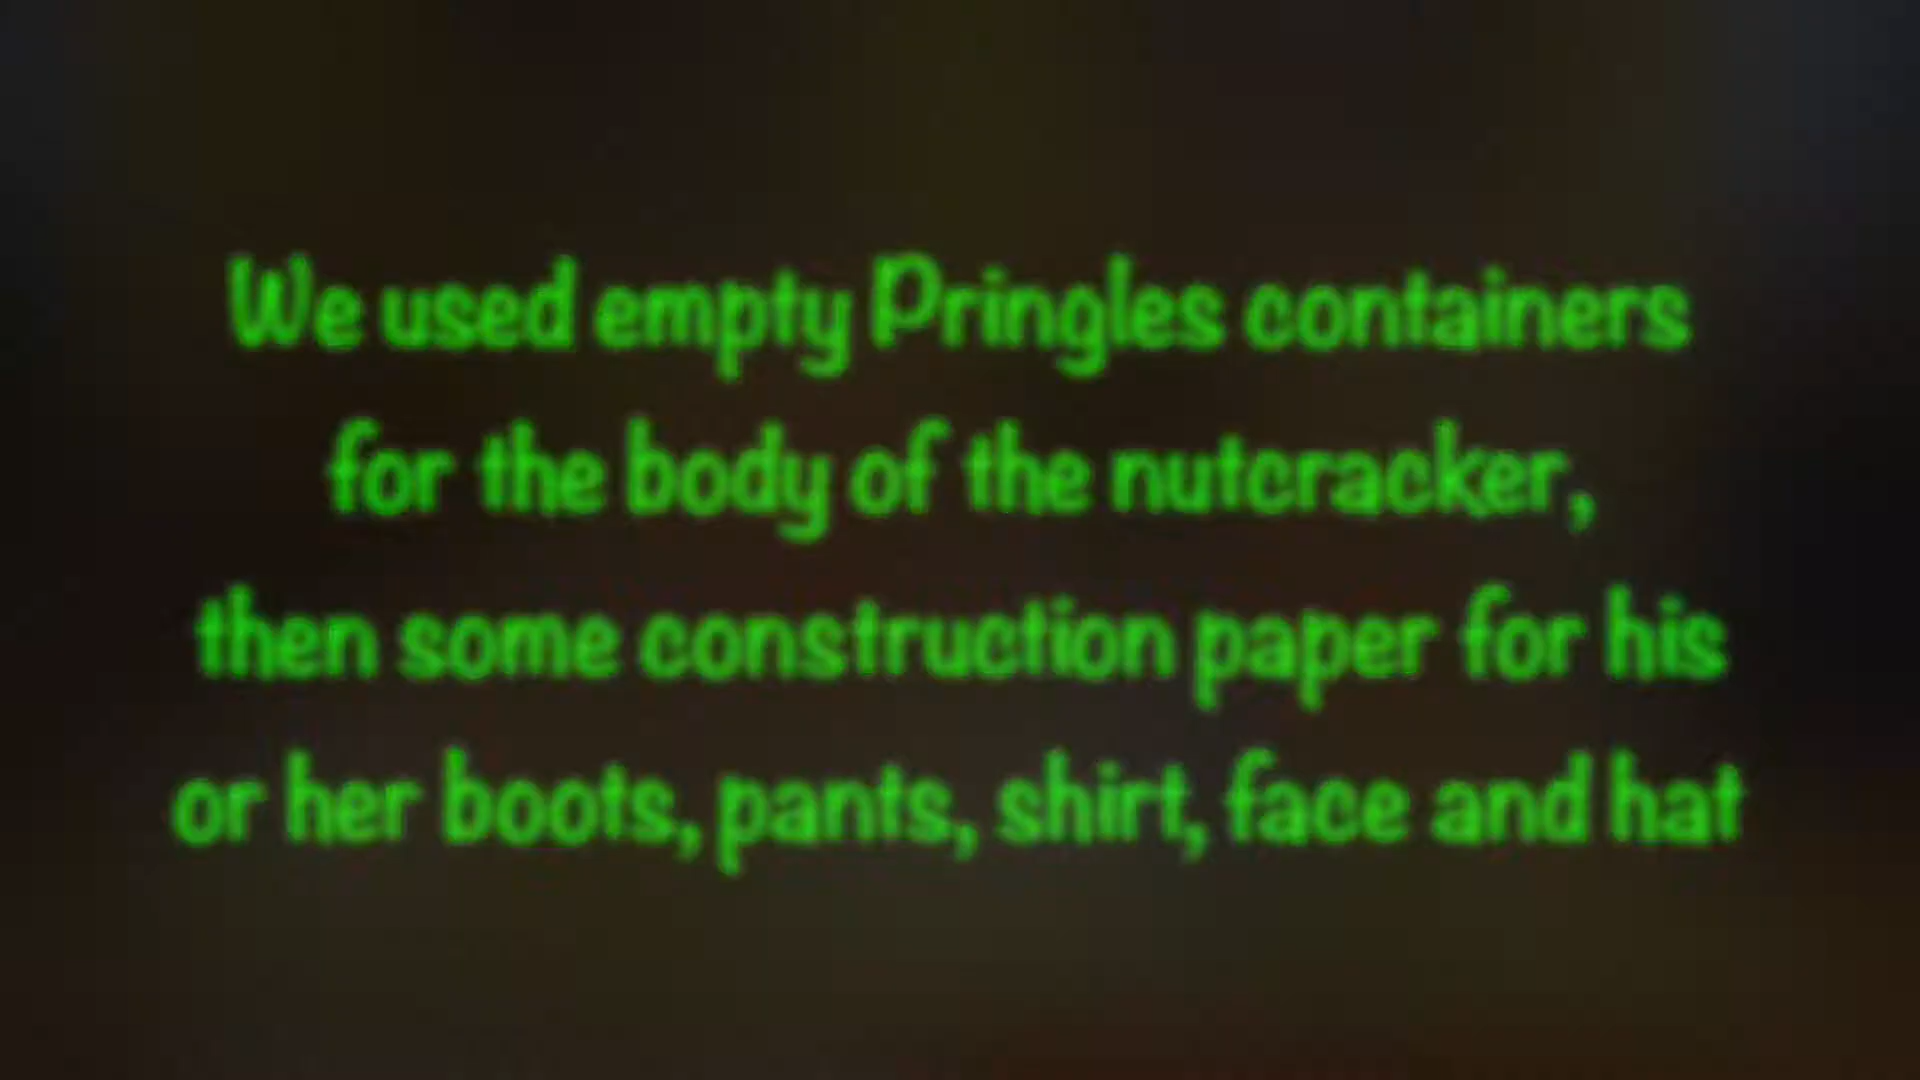 We used empty Pringles containers
for the body of the nutcracker,
then some construction paper for his
or her boots, pants, shirt, face and hat